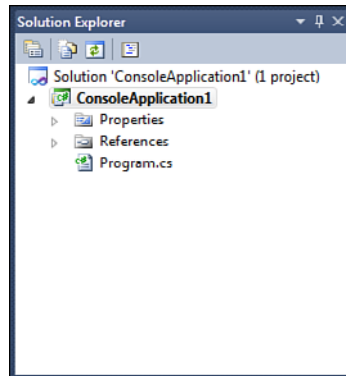 Solution Explorer
Solution 'ConsoleApplication1' (1 project)
ConsoleApplication1
Properties
References
Program.cs